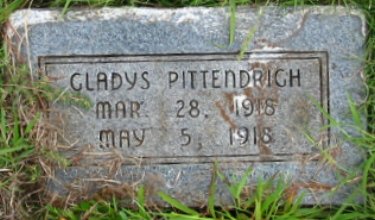 GLADYS PITTENDRIGH
MAR. 28, 1918
MAY 5, 1918